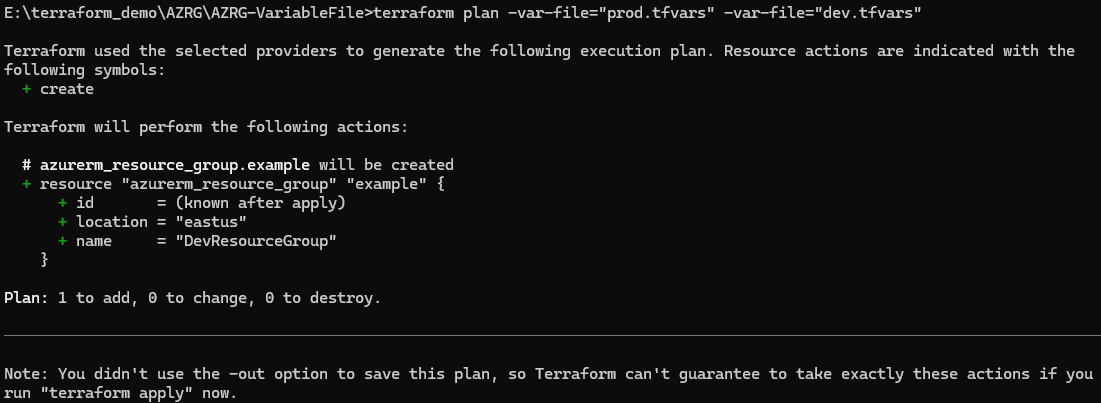 E:\terraform_demo\AZRG\AZRG-VariableFile>terraform plan -var-file="prod.tfvars" -var-file="dev.tfvars"
Terraform used the selected providers to generate the following execution plan. Resource actions are indicated with the
following symbols:
+ create
Terraform will perform the following actions:
# azurerm_resource_group.example will be created
+ resource "azurerm_resource_group" "example" {
+ id       = (known after apply)
+ location = "eastus"
+ name     = "DevResourceGroup"
}
Plan: 1 to add, 0 to change, 0 to destroy.
Note: You didn't use the -out option to save this plan, so Terraform can't guarantee to take exactly these actions if you
run "terraform apply" now.